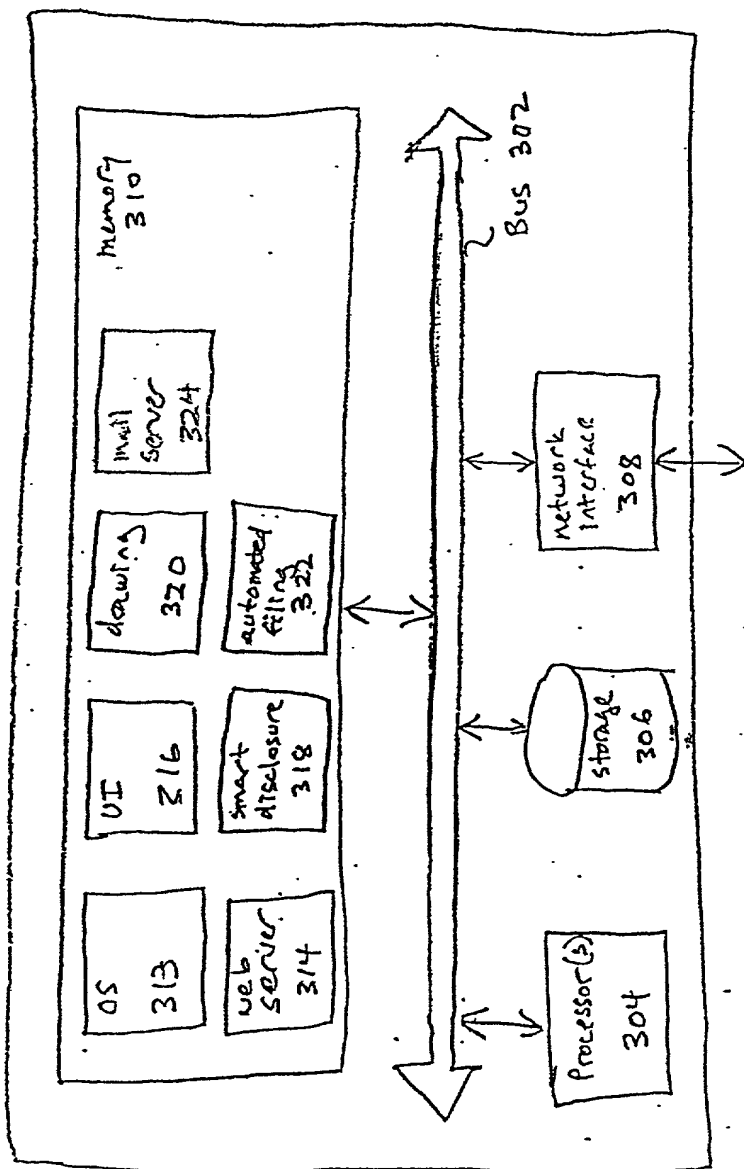 OS
313
UI
316
drawing
320
mail
server
324
memory
310
web
server
314
smart
disclosure
318
automated
filing
322
Bus 302
Processor(s)
304
storage
306
network
interface
308